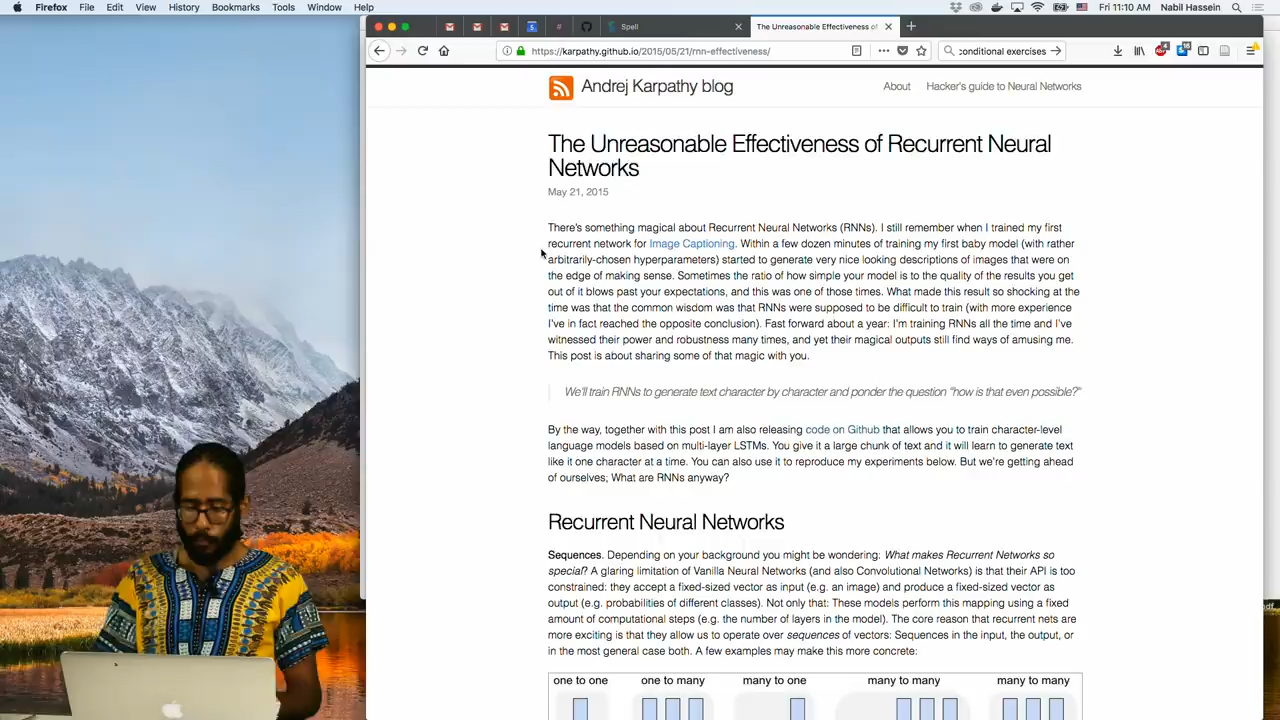 Firefox File Edit View History Bookmarks Tools Window Help
Fri 11:10 AM Nabil Hassein
Spell
The Unreasonable Effectiveness of
https://karpathy.github.io/2015/05/21/rnn-effectiveness/
conditional exercises
Andrej Karpathy blog
About Hacker's guide to Neural Networks
The Unreasonable Effectiveness of Recurrent Neural
Networks
May 21, 2015
There's something magical about Recurrent Neural Networks (RNNs). I still remember when I trained my first
recurrent network for Image Captioning. Within a few dozen minutes of training my first baby model (with rather
arbitrarily-chosen hyperparameters) started to generate very nice looking descriptions of images that were on
the edge of making sense. Sometimes the ratio of how simple your model is to the quality of the results you get
out of it blows past your expectations, and this was one of those times. What made this result so shocking at the
time was that the common wisdom was that RNNs were supposed to be difficult to train (with more experience
I've in fact reached the opposite conclusion). Fast forward about a year: I'm training RNNs all the time and I've
witnessed their power and robustness many times, and yet their magical outputs still find ways of amusing me.
This post is about sharing some of that magic with you.
We'll train RNNs to generate text character by character and ponder the question "how is that even possible?"
By the way, together with this post I am also releasing code on Github that allows you to train character-level
language models based on multi-layer LSTMs. You give it a large chunk of text and it will learn to generate text
like it one character at a time. You can also use it to reproduce my experiments below. But we're getting ahead
of ourselves; What are RNNs anyway?
Recurrent Neural Networks
Sequences. Depending on your background you might be wondering: What makes Recurrent Networks so
special? A glaring limitation of Vanilla Neural Networks (and also Convolutional Networks) is that their API is too
constrained: they accept a fixed-sized vector as input (e.g. an image) and produce a fixed-sized vector as
output (e.g. probabilities of different classes). Not only that: These models perform this mapping using a fixed
amount of computational steps (e.g. the number of layers in the model). The core reason that recurrent nets are
more exciting is that they allow us to operate over sequences of vectors: Sequences in the input, the output, or
in the most general case both. A few examples may make this more concrete:
one to one one to many many to one many to many many to many